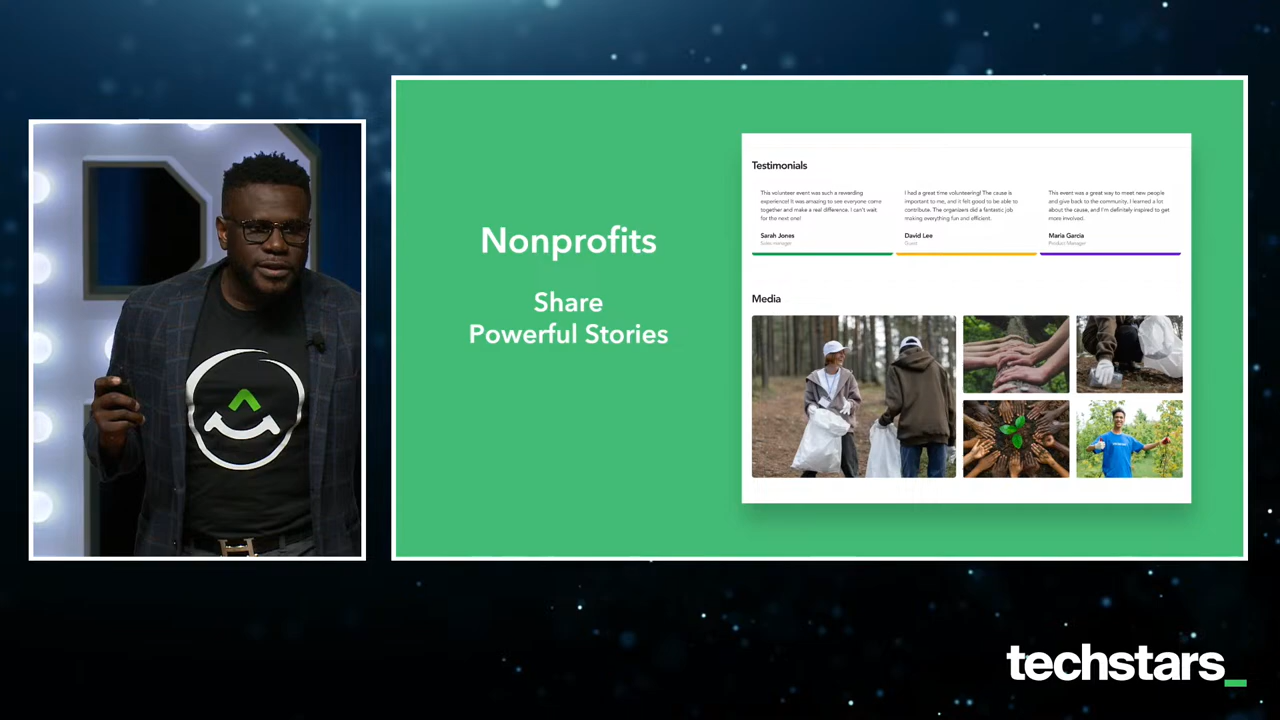 Nonprofits
Share
Powerful Stories
Testimonials
This volunteer event was such a rewarding
experience! It was amazing to see everyone come
together and make a real difference. I can't wait
for the next one!
Sarah Jones
Sales manager
I had a great time volunteering! The cause is
important to me, and it felt good to be able to
contribute. The organizers did a fantastic job
making everything fun and efficient.
David Lee
This event was a great way to meet new people
and give back to the community. I learned a lot
about the cause, and I'm definitely inspired to get
more involved.
Maria Garcia
Product Manager
Media
techstars_